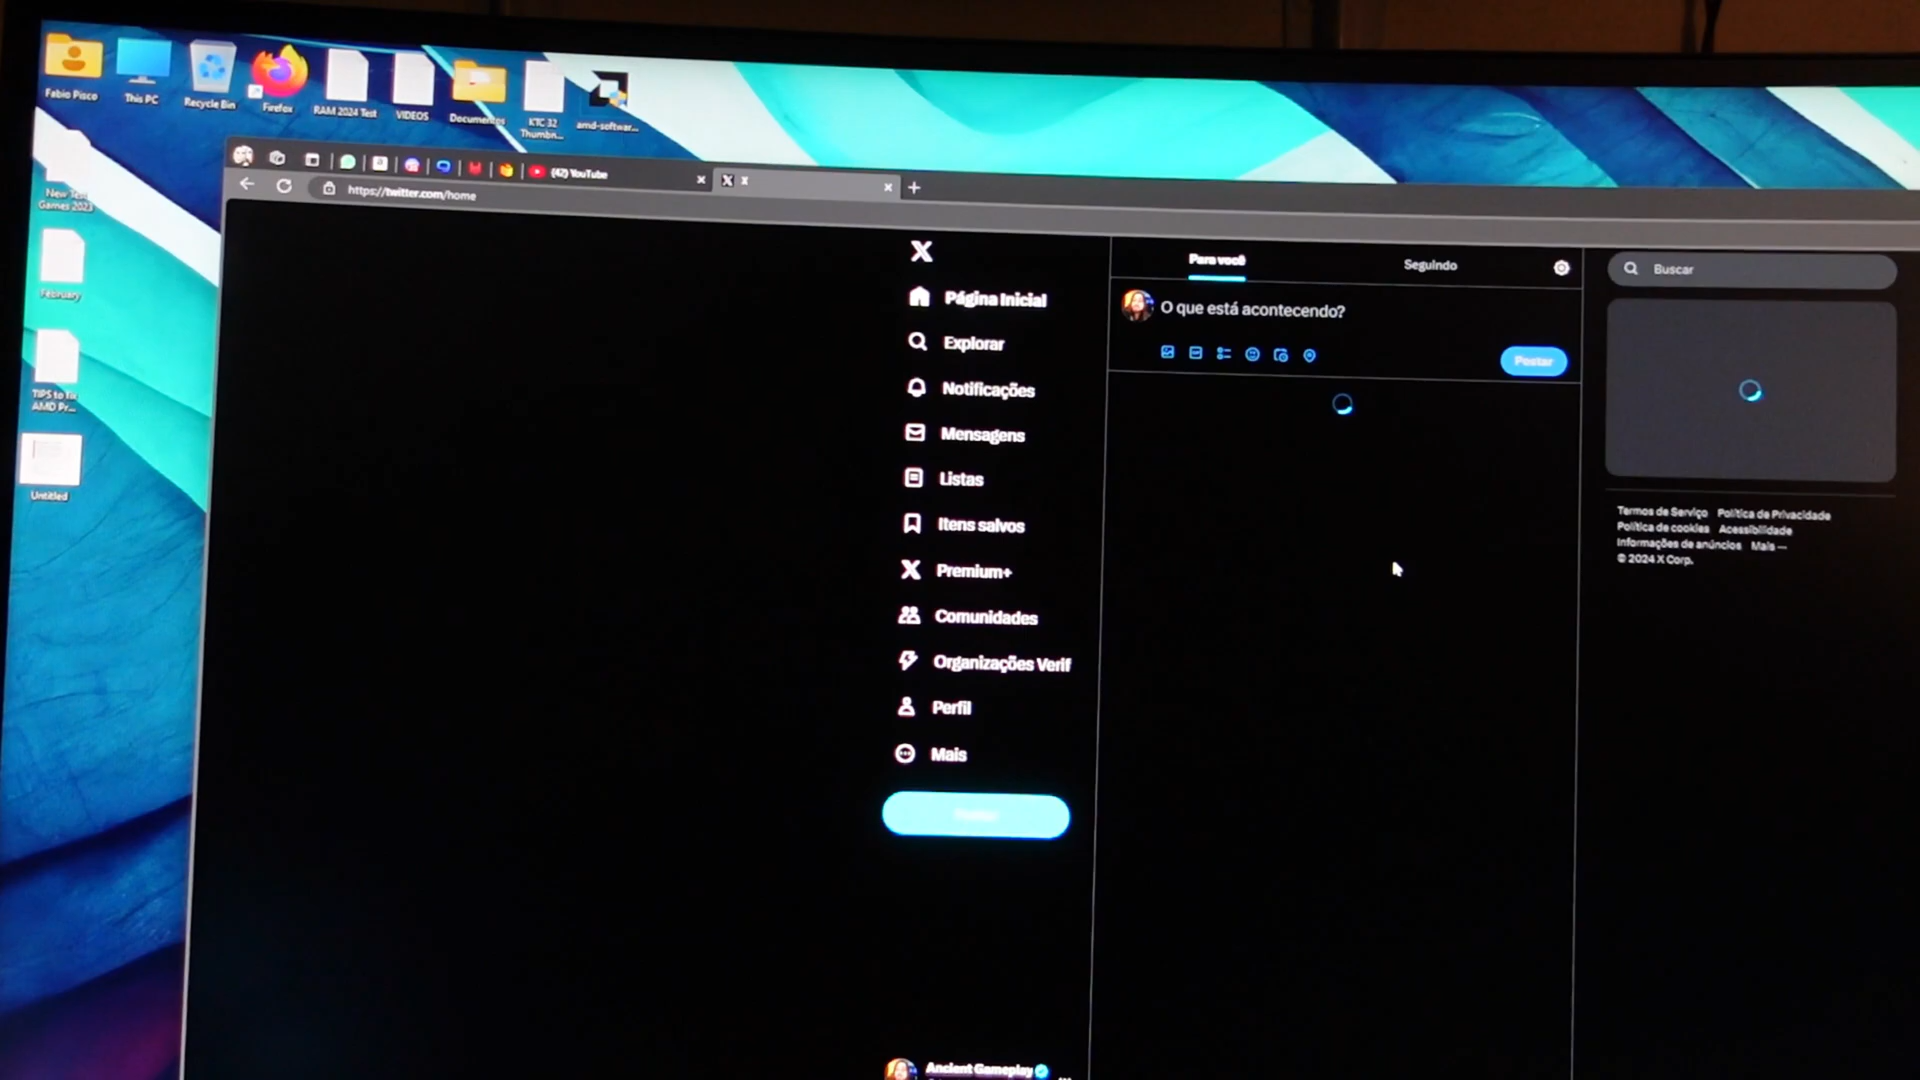 Fabio Pisco
This PC
Recycle Bin
Firefox
RAM 2024 Test
VIDEOS
Documents
KTC 32
Thumbn...
amd-softwar...
New Test
Games 2023
February
TIPS to fix
AMD Pr...
Untitled
(42) YouTube
X
https://twitter.com/home
Página Inicial
Explorar
Notificações
Mensagens
Listas
Itens salvos
Premium+
Comunidades
Organizações Verif
Perfil
Mais
Ancient Gameplay
Para você
Seguindo
O que está acontecendo?
Postar
Buscar
Termos de Serviço Política de Privacidade
Política de cookies Acessibilidade
Informações de anúncios Mais ...
© 2024 X Corp.